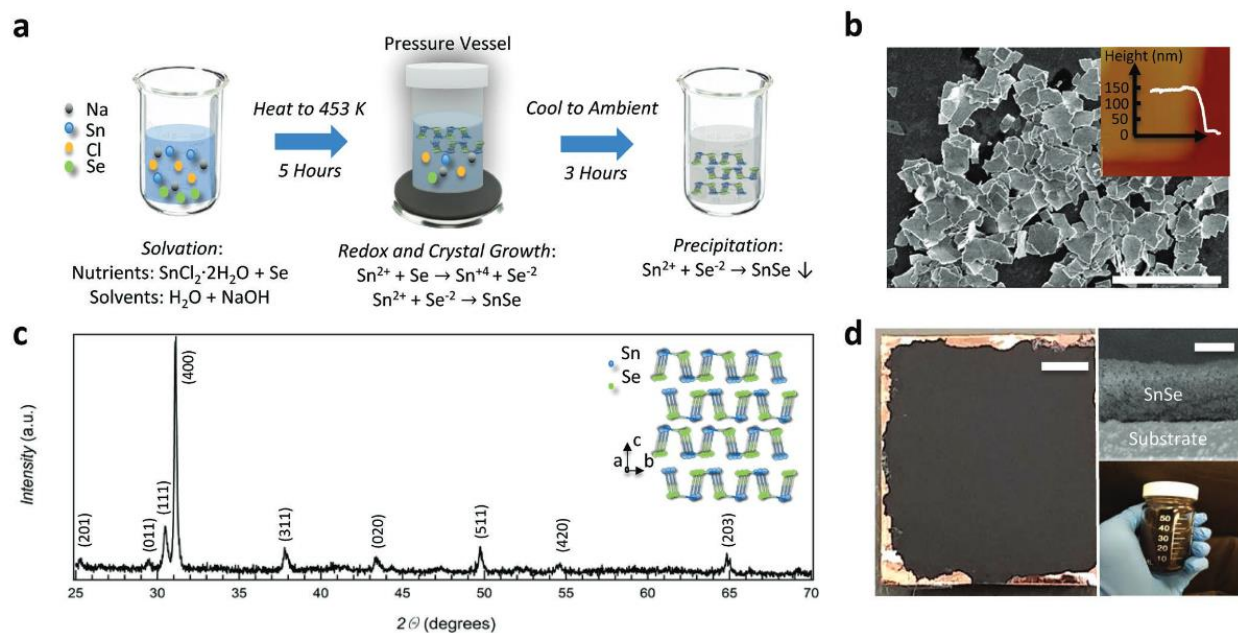 a
Pressure Vessel
Na
Sn
Cl
Se
Heat to 453 K
5 Hours
Cool to Ambient
3 Hours
Solvation:
Nutrients: SnCl₂·2H₂O + Se
Solvents: H₂O + NaOH
Redox and Crystal Growth:
Sn²⁺ + Se → Sn⁺⁴ + Se⁻²
Sn²⁺ + Se⁻² → SnSe
Precipitation:
Sn²⁺ + Se⁻² → SnSe ↓
b
Height (nm)
150
100
50
0
c
Intensity (a.u.)
(201)
(011)
(111)
(400)
(311)
(020)
(511)
(420)
(203)
Sn
Se
c
a b
25 30 35 40 45 50 55 60 65 70
2Θ (degrees)
d
SnSe
Substrate
50
40
30
20
10